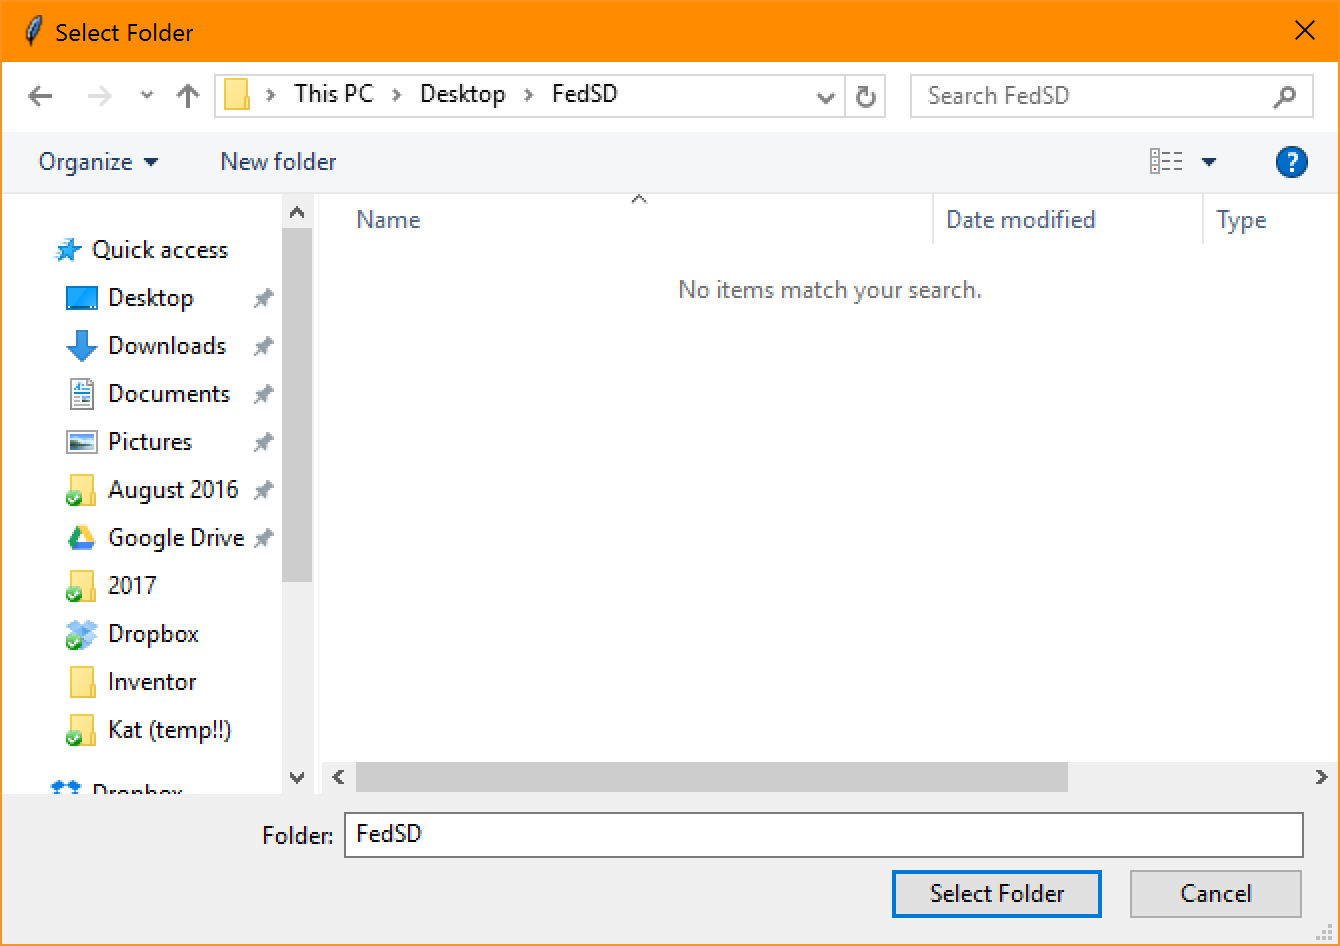 Select Folder
This PC > Desktop > FedSD
Search FedSD
Organize
New folder
?
Name
Date modified
Type
No items match your search.
Quick access
Desktop
Downloads
Documents
Pictures
August 2016
Google Drive
2017
Dropbox
Inventor
Kat (temp!!)
Dropbox
Folder: FedSD
Select Folder
Cancel